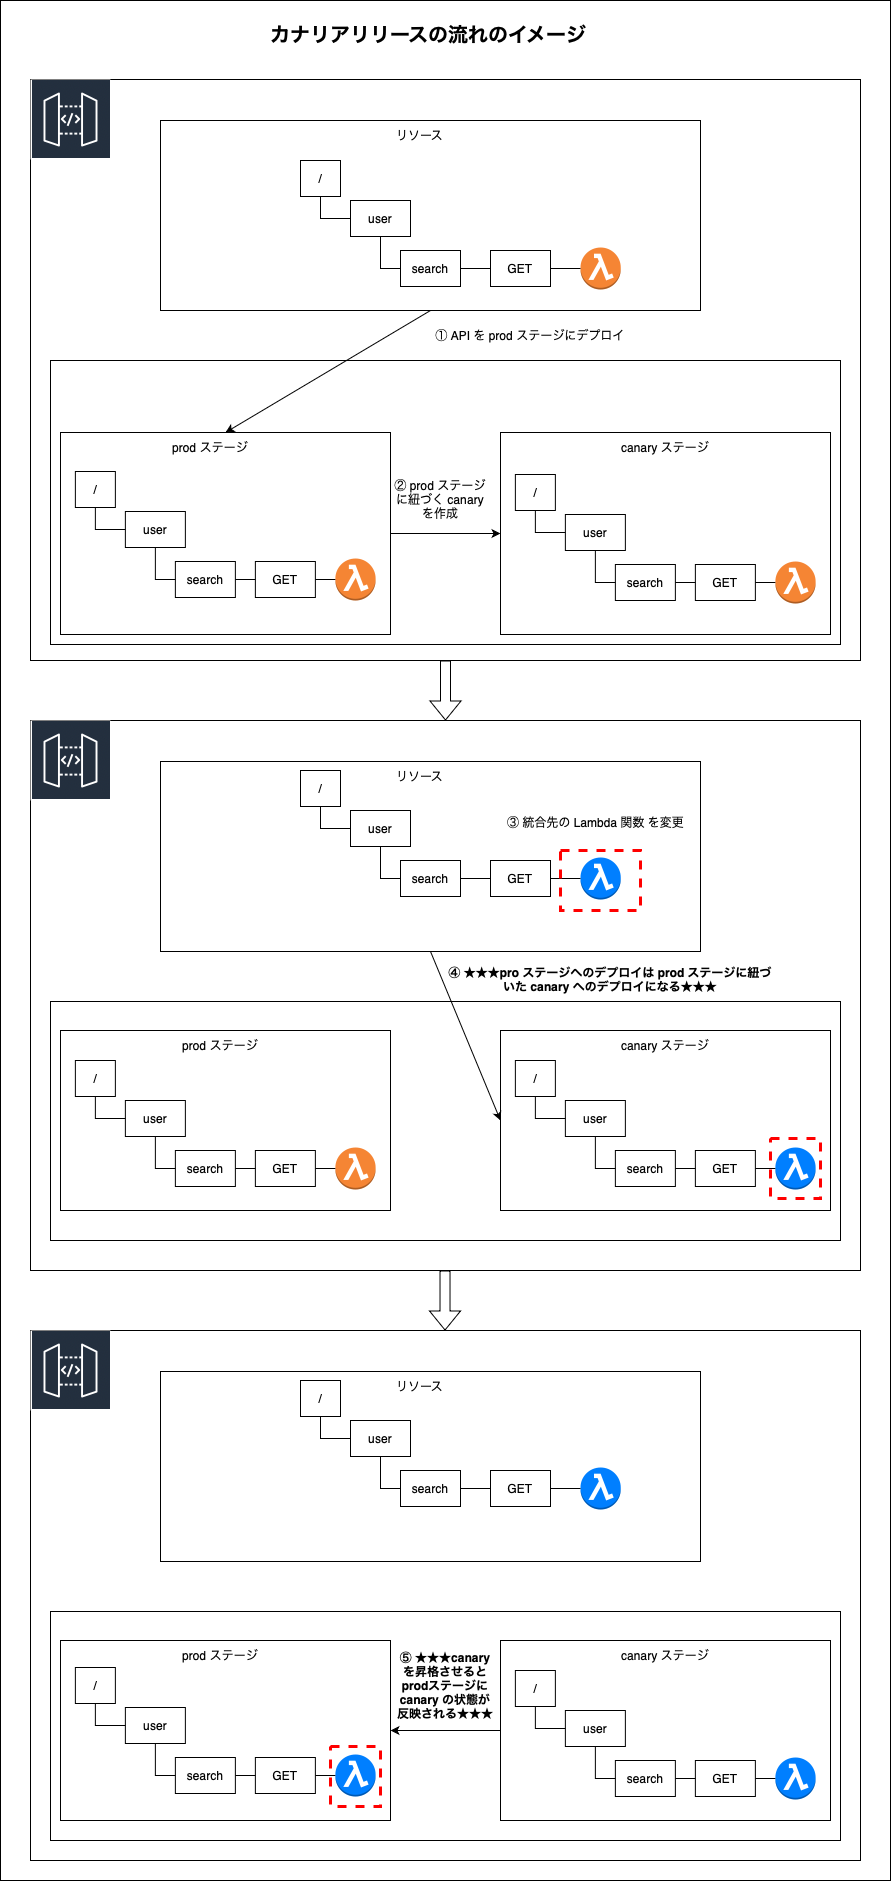 カナリアリリースの流れのイメージ
</>
リソース
/
user
search
GET
① API を prod ステージにデプロイ
prod ステージ
/
user
search
GET
② prod ステージ
に紐づく canary
を作成
canary ステージ
/
user
search
GET
</>
リソース
/
user
③ 統合先の Lambda 関数 を変更
search
GET
④ ★★★pro ステージへのデプロイは prod ステージに紐づ
いた canary へのデプロイになる★★★
prod ステージ
/
user
search
GET
canary ステージ
/
user
search
GET
</>
リソース
/
user
search
GET
prod ステージ
/
user
search
GET
⑤ ★★★canary
を昇格させると
prodステージに
canary の状態が
反映される★★★
canary ステージ
/
user
search
GET